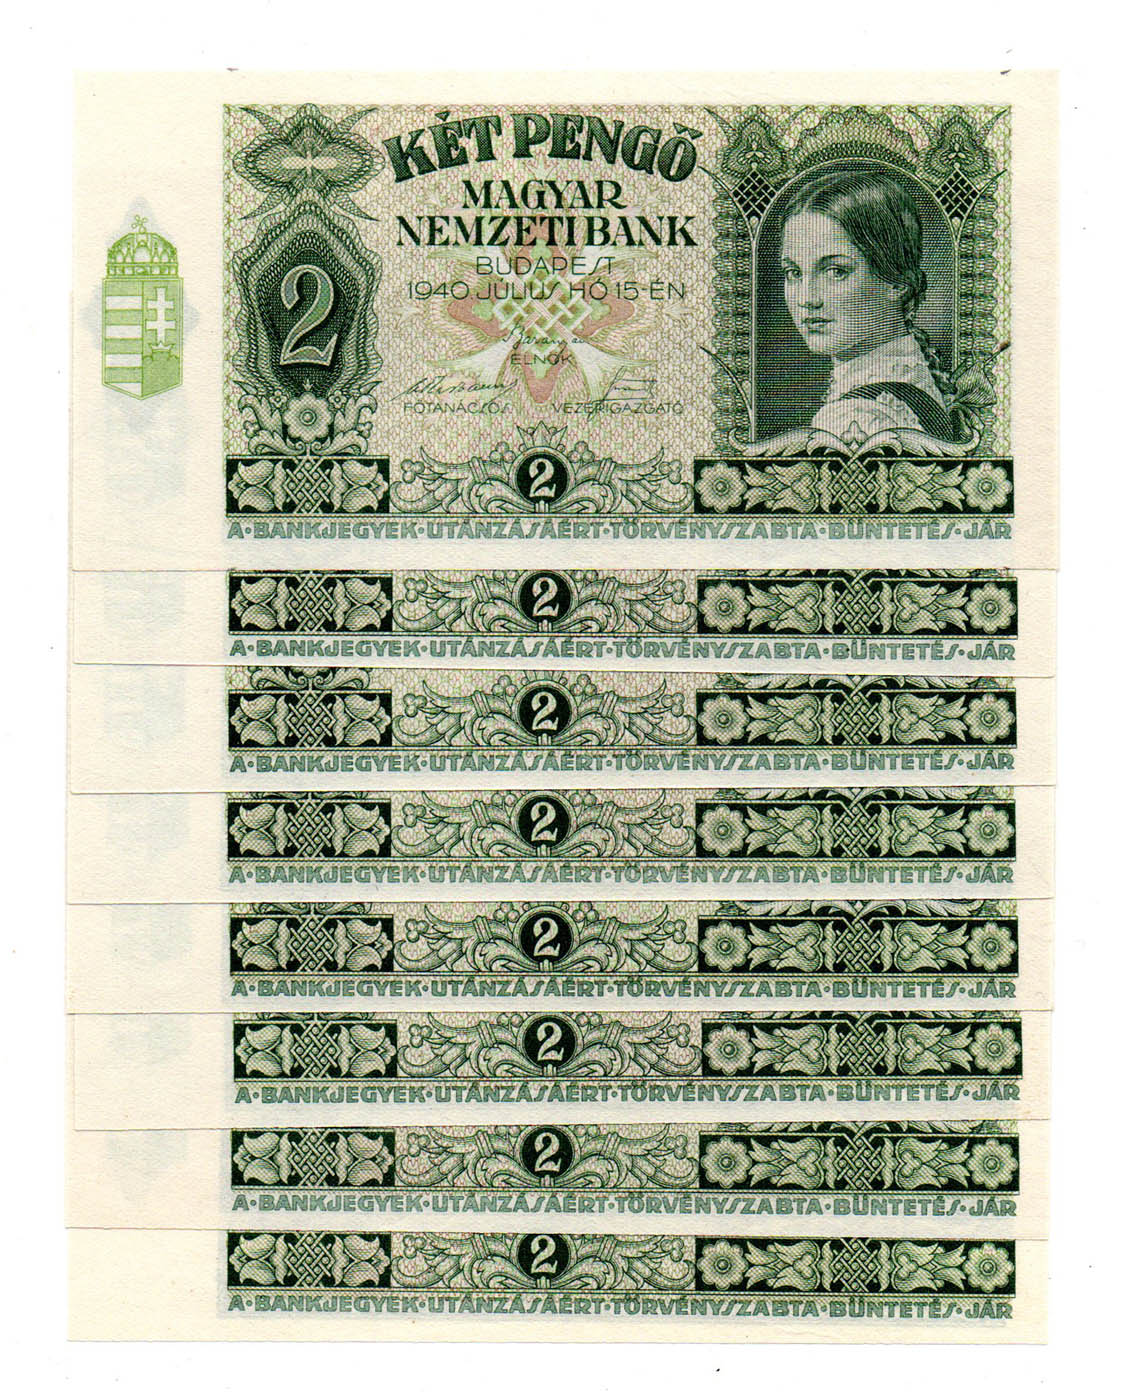 KÉT PENGŐ
MAGYAR
NEMZETI BANK
BUDAPEST
1940 JÚLIUS HÓ 15-ÉN
2
ELNÖK
FŐTANÁCSOS VEZÉRIGAZGATÓ
2
A·BANKJEGYEK·UTÁNZÁSÁÉRT·TÖRVÉNYSZABTA·BÜNTETÉS·JÁR
2
A·BANKJEGYEK·UTÁNZÁSÁÉRT·TÖRVÉNYSZABTA·BÜNTETÉS·JÁR
2
A·BANKJEGYEK·UTÁNZÁSÁÉRT·TÖRVÉNYSZABTA·BÜNTETÉS·JÁR
2
A·BANKJEGYEK·UTÁNZÁSÁÉRT·TÖRVÉNYSZABTA·BÜNTETÉS·JÁR
2
A·BANKJEGYEK·UTÁNZÁSÁÉRT·TÖRVÉNYSZABTA·BÜNTETÉS·JÁR
2
A·BANKJEGYEK·UTÁNZÁSÁÉRT·TÖRVÉNYSZABTA·BÜNTETÉS·JÁR
2
A·BANKJEGYEK·UTÁNZÁSÁÉRT·TÖRVÉNYSZABTA·BÜNTETÉS·JÁR
2
A·BANKJEGYEK·UTÁNZÁSÁÉRT·TÖRVÉNYSZABTA·BÜNTETÉS·JÁR